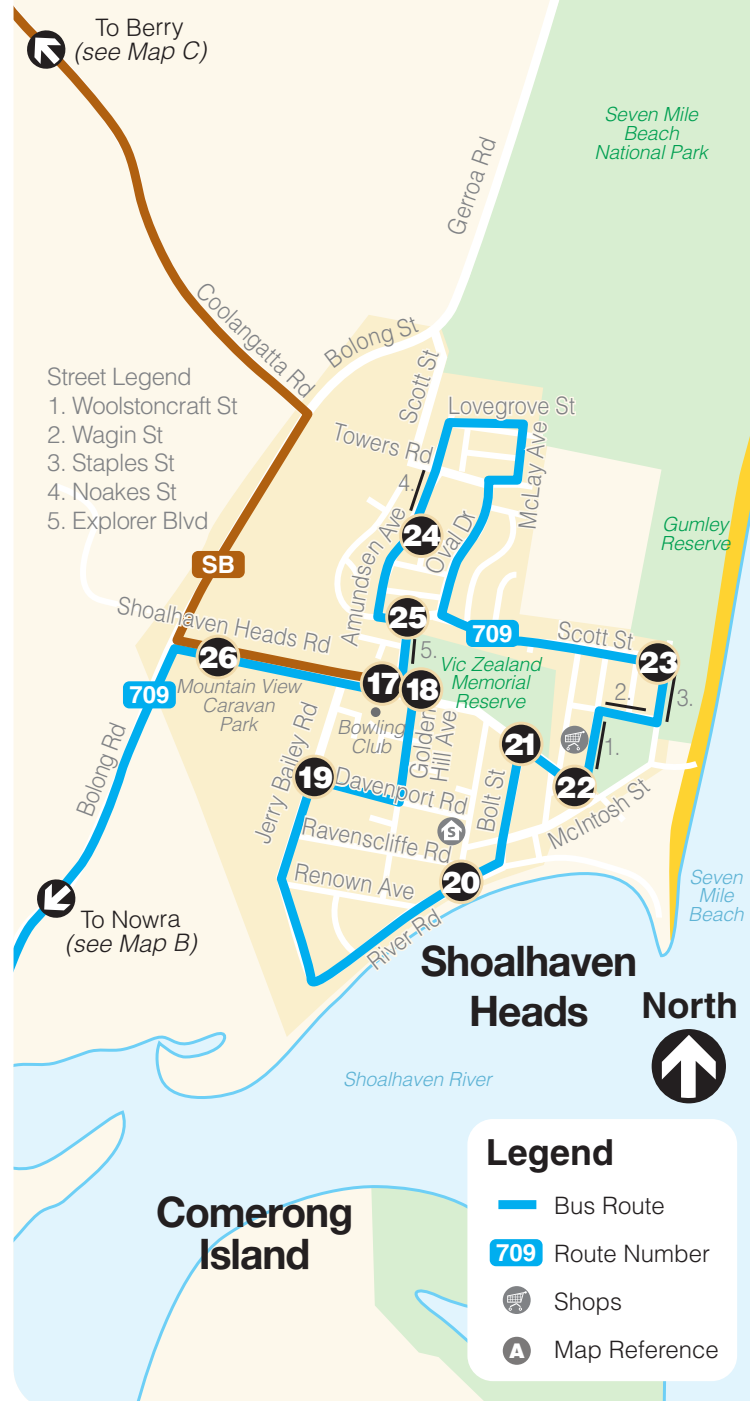 To Berry
(see Map C)
Seven Mile
Beach
National Park
Gerroa Rd
Coolangatta Rd
Bolong St
Scott St
Street Legend
1. Woolstoncraft St
2. Wagin St
3. Staples St
4. Noakes St
5. Explorer Blvd
Lovegrove St
Towers Rd
McLay Ave
4.
Amundsen Ave
24
Oval Dr
Gumley
Reserve
SB
Shoalhaven Heads Rd
25
709
Scott St
23
26
5.
Vic Zealand
Memorial
Reserve
17
18
2.
3.
709
Mountain View
Caravan
Park
Bowling
Club
Golden
Hill Ave
21
1.
Bolong Rd
Jerry Bailey Rd
19
Davenport Rd
Bolt St
22
McIntosh St
S
Ravenscliffe Rd
Renown Ave
20
River Rd
Seven
Mile
Beach
To Nowra
(see Map B)
Shoalhaven
Heads
North
Shoalhaven River
Comerong
Island
Legend
Bus Route
709 Route Number
Shops
A Map Reference